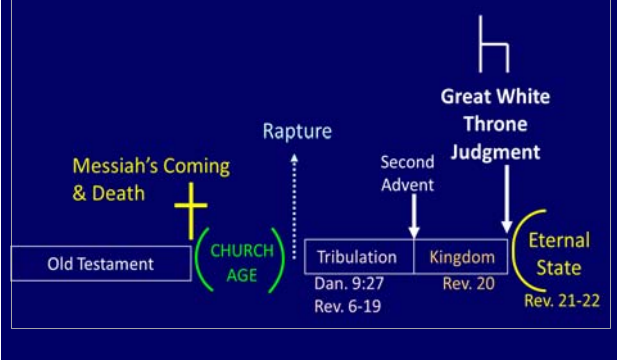 Great White
Throne
Judgment
Rapture
Messiah's Coming
& Death
Second
Advent
Old Testament
CHURCH
AGE
Tribulation
Kingdom
Eternal
State
Dan. 9:27
Rev. 6-19
Rev. 20
Rev. 21-22